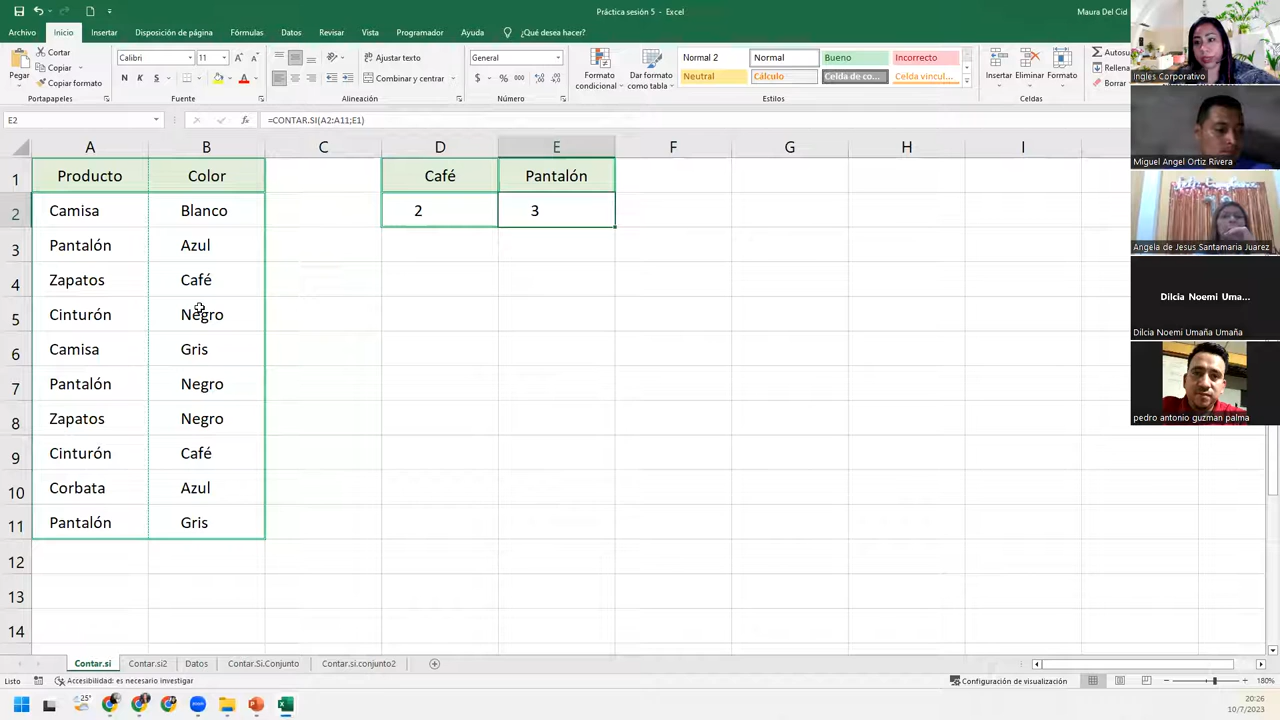 Práctica sesión 5 - Excel
Maura Del Cid
Archivo Inicio Insertar Disposición de página Fórmulas Datos Revisar Vista Programador Ayuda ¿Qué desea hacer?
Pegar
Cortar
Copiar
Copiar formato
Portapapeles
Calibri 11
N K S
Fuente
Ajustar texto
Combinar y centrar
Alineación
General
Número
Formato condicional
Dar formato como tabla
Normal 2 Normal Bueno Incorrecto
Neutral Cálculo Celda de co... Celda vincul...
Estilos
Insertar Eliminar Formato
Celdas
Autosu
Rellena
Borrar
E2
=CONTAR.SI(A2:A11;E1)
A B C D E F G H I
1 Producto Color Café Pantalón
2 Camisa Blanco 2 3
3 Pantalón Azul
4 Zapatos Café
5 Cinturón Negro
6 Camisa Gris
7 Pantalón Negro
8 Zapatos Negro
9 Cinturón Café
10 Corbata Azul
11 Pantalón Gris
12
13
14
Ingles Corporativo
Miguel Angel Ortiz Rivera
Angela de Jesus Santamaria Juarez
Dilcia Noemi Uma...
Dilcia Noemi Umaña Umaña
pedro antonio guzman palma
Contar.si Contar.si2 Datos Contar.Si.Conjunto Contar.si.conjunto2
Listo Accesibilidad: es necesario investigar Configuración de visualización 180%
25°
20:26
10/7/2023